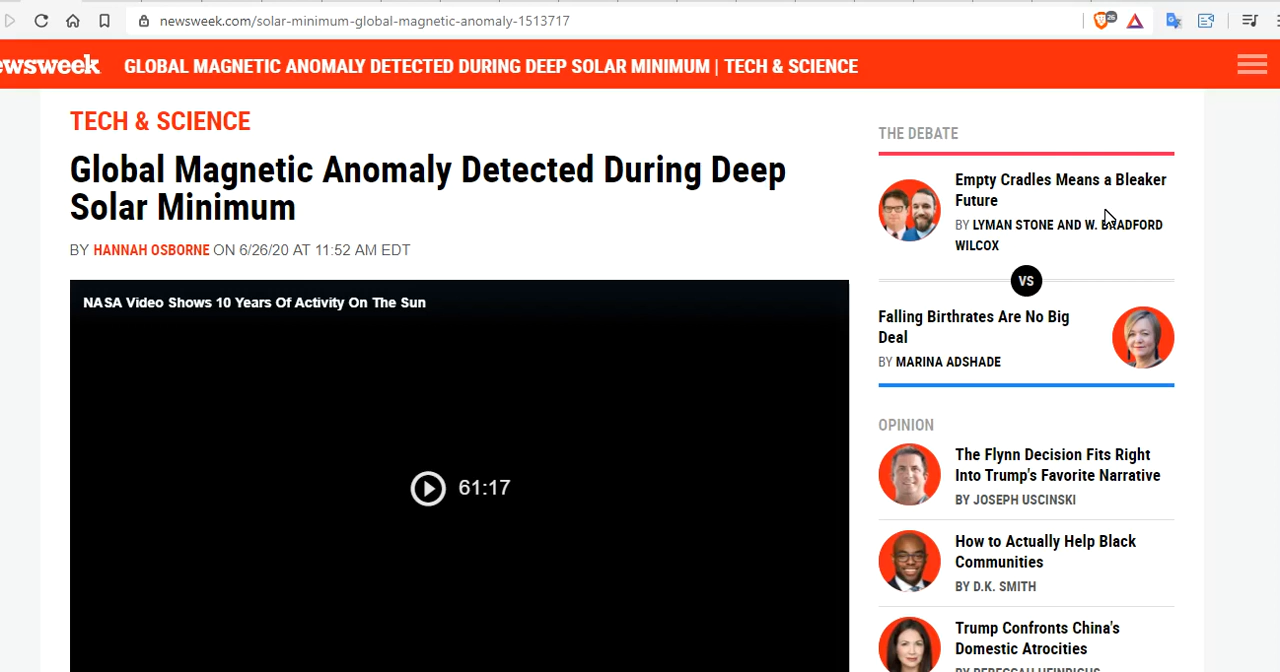 newsweek.com/solar-minimum-global-magnetic-anomaly-1513717
ewsweek GLOBAL MAGNETIC ANOMALY DETECTED DURING DEEP SOLAR MINIMUM | TECH & SCIENCE
TECH & SCIENCE
Global Magnetic Anomaly Detected During Deep
Solar Minimum
BY HANNAH OSBORNE ON 6/26/20 AT 11:52 AM EDT
NASA Video Shows 10 Years Of Activity On The Sun
61:17
THE DEBATE
Empty Cradles Means a Bleaker
Future
BY LYMAN STONE AND W. BRADFORD
WILCOX
VS
Falling Birthrates Are No Big
Deal
BY MARINA ADSHADE
OPINION
The Flynn Decision Fits Right
Into Trump's Favorite Narrative
BY JOSEPH USCINSKI
How to Actually Help Black
Communities
BY D.K. SMITH
Trump Confronts China's
Domestic Atrocities
BY REBECCAH HEINRICHS